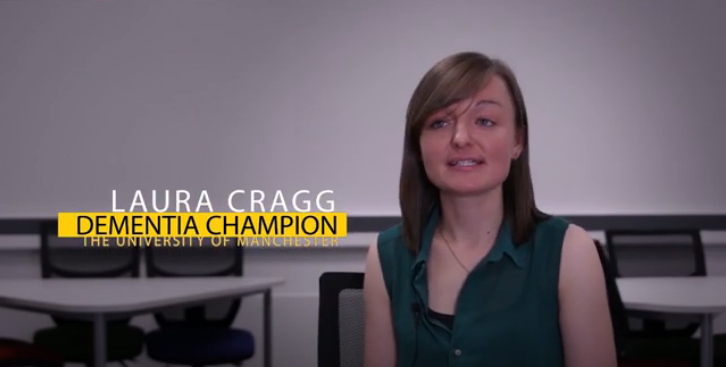 LAURA CRAGG
DEMENTIA CHAMPION
THE UNIVERSITY OF MANCHESTER